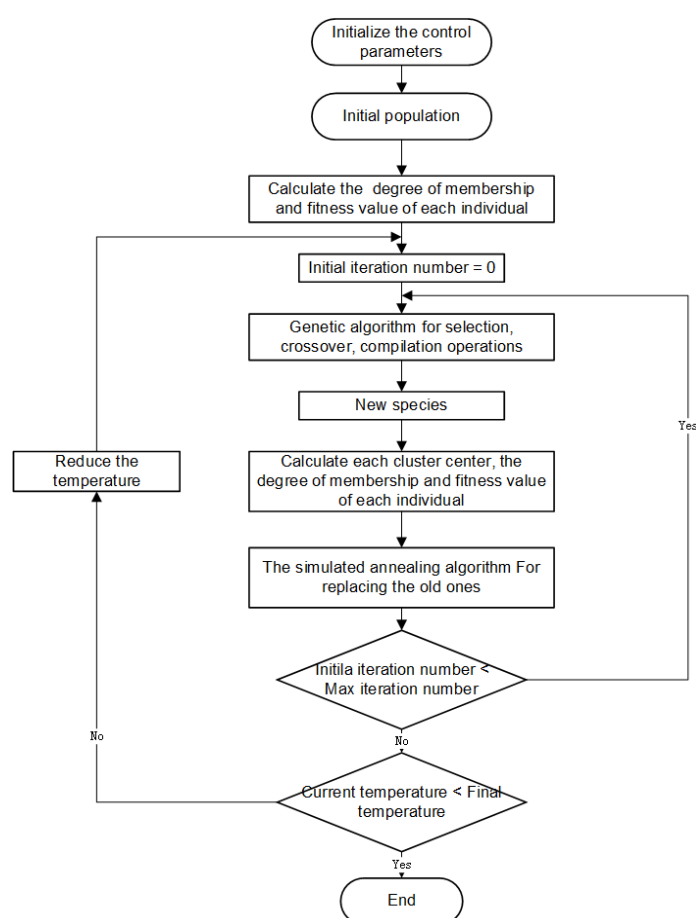 Initialize the control
parameters
Initial population
Calculate the  degree of membership
and fitness value of each individual
Initial iteration number = 0
Genetic algorithm for selection,
crossover, compilation operations
New species
Yes
Reduce the
temperature
Calculate each cluster center, the
degree of membership and fitness value
of each individual
The simulated annealing algorithm For
replacing the old ones
Initila iteration number <
Max iteration number
No
No
Current temperature < Final
temperature
Yes
End